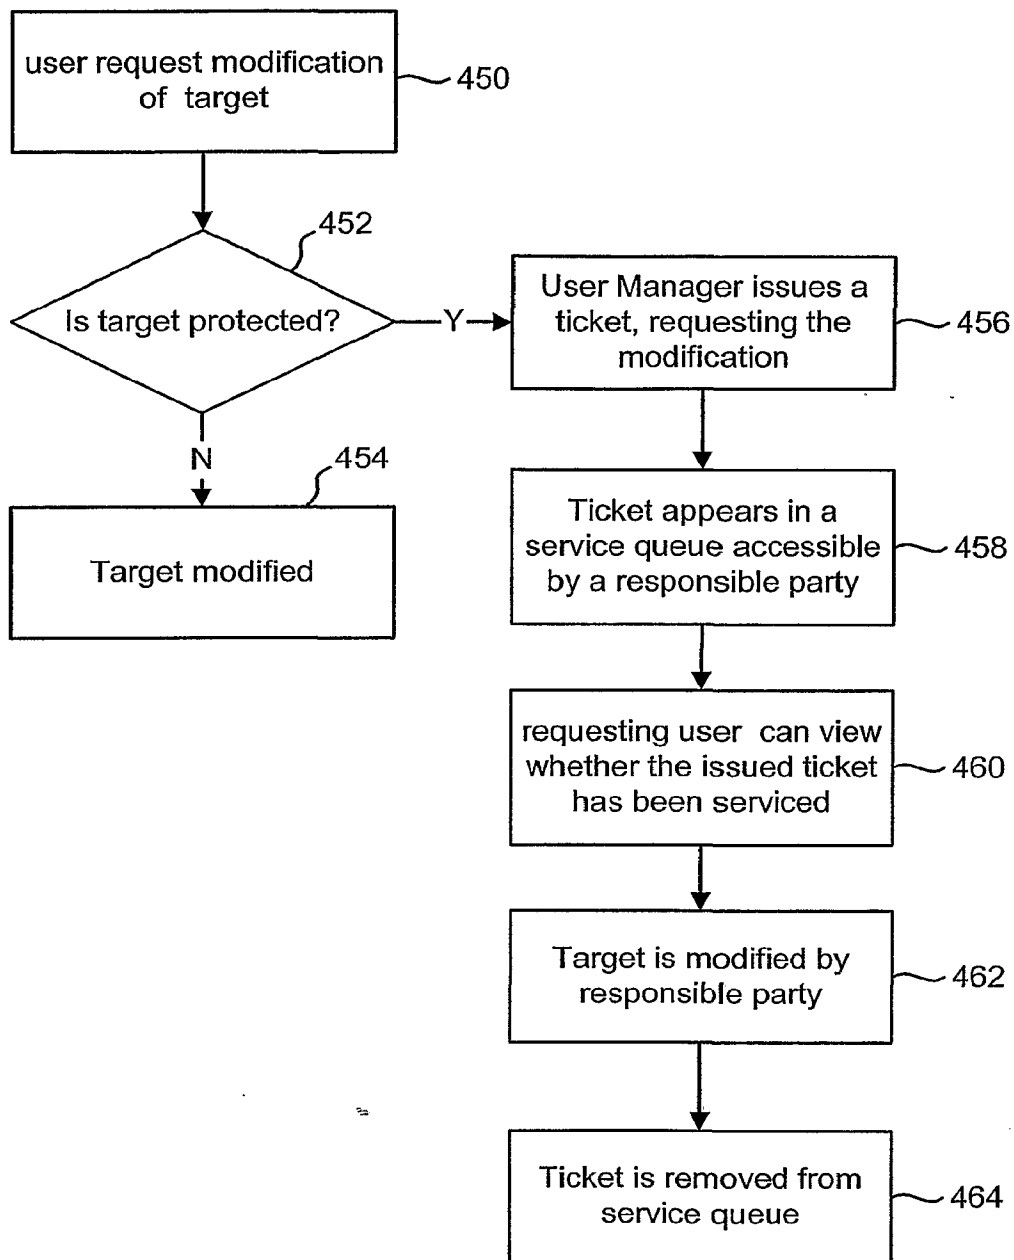 user request modification
of target
450
452
Is target protected?
Y
User Manager issues a
ticket, requesting the
modification
456
N
454
Target modified
Ticket appears in a
service queue accessible
by a responsible party
458
requesting user can view
whether the issued ticket
has been serviced
460
Target is modified by
responsible party
462
Ticket is removed from
service queue
464